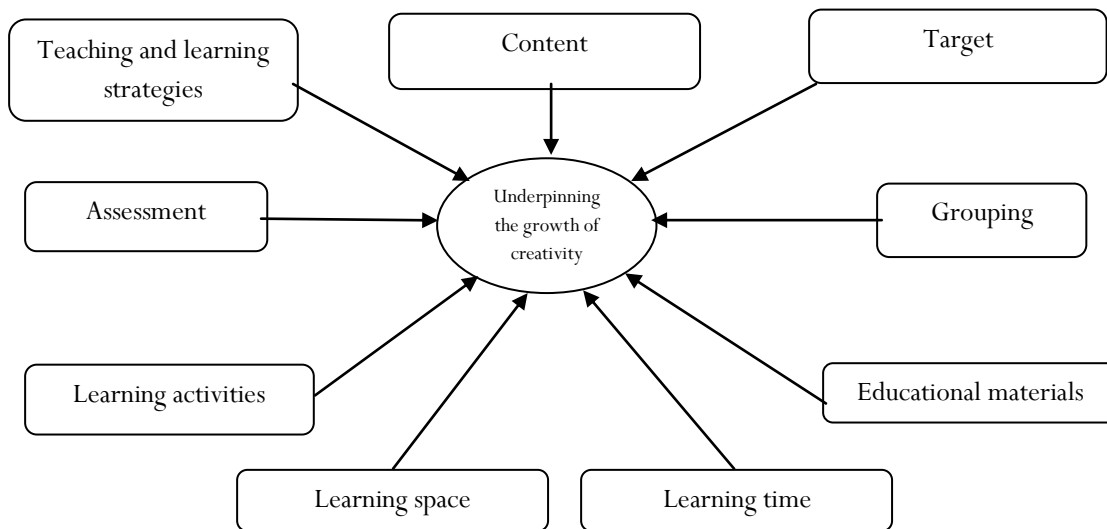 Teaching and learning
strategies
Content
Target
Assessment
Underpinning
the growth of
creativity
Grouping
Learning activities
Educational materials
Learning space
Learning time